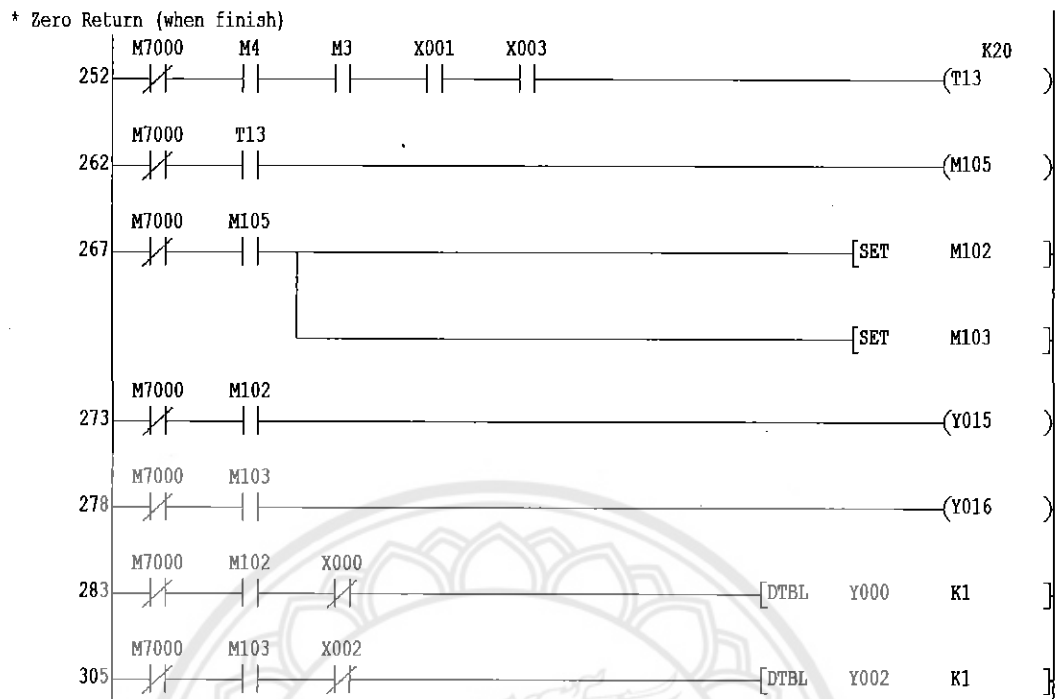 * Zero Return (when finish)
M7000 M4 M3 X001 X003 K20
252 (T13 )
M7000 T13
262 (M105 )
M7000 M105
267 [SET M102 ]
[SET M103 ]
M7000 M102
273 (Y015 )
M7000 M103
278 (Y016 )
M7000 M102 X000
283 [DTBL Y000 K1 ]
M7000 M103 X002
305 [DTBL Y002 K1 ]